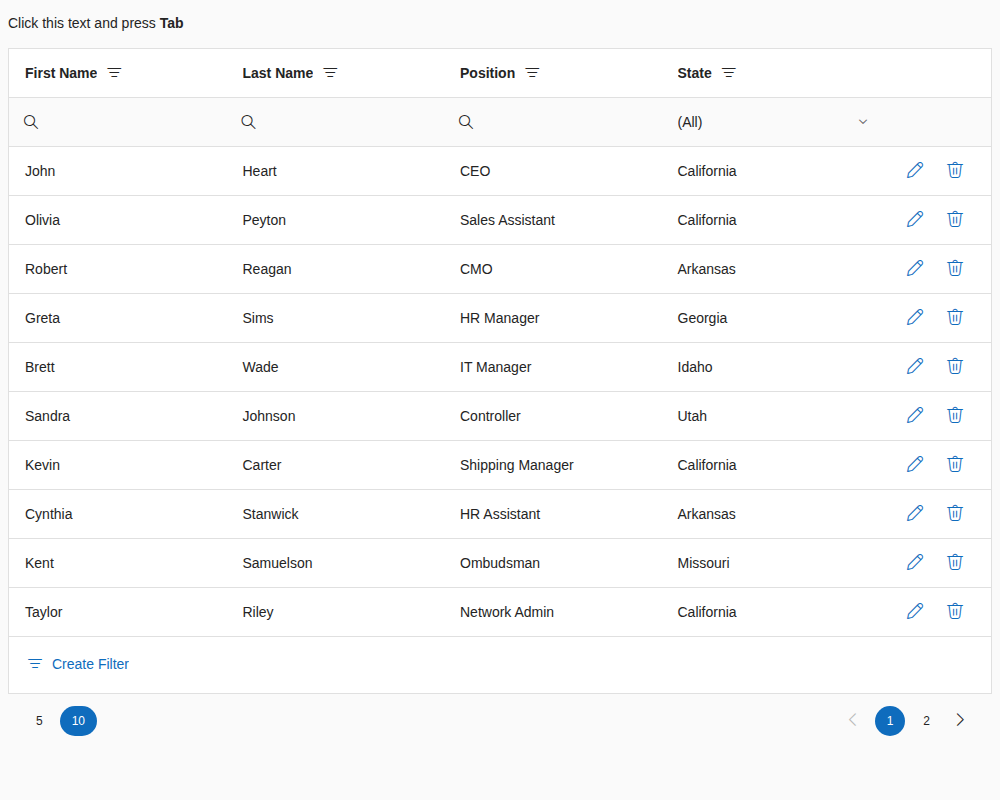 Click this text and press Tab
First Name Last Name Position State
(All)
John Heart CEO California
Olivia Peyton Sales Assistant California
Robert Reagan CMO Arkansas
Greta Sims HR Manager Georgia
Brett Wade IT Manager Idaho
Sandra Johnson Controller Utah
Kevin Carter Shipping Manager California
Cynthia Stanwick HR Assistant Arkansas
Kent Samuelson Ombudsman Missouri
Taylor Riley Network Admin California
Create Filter
5 10 1 2